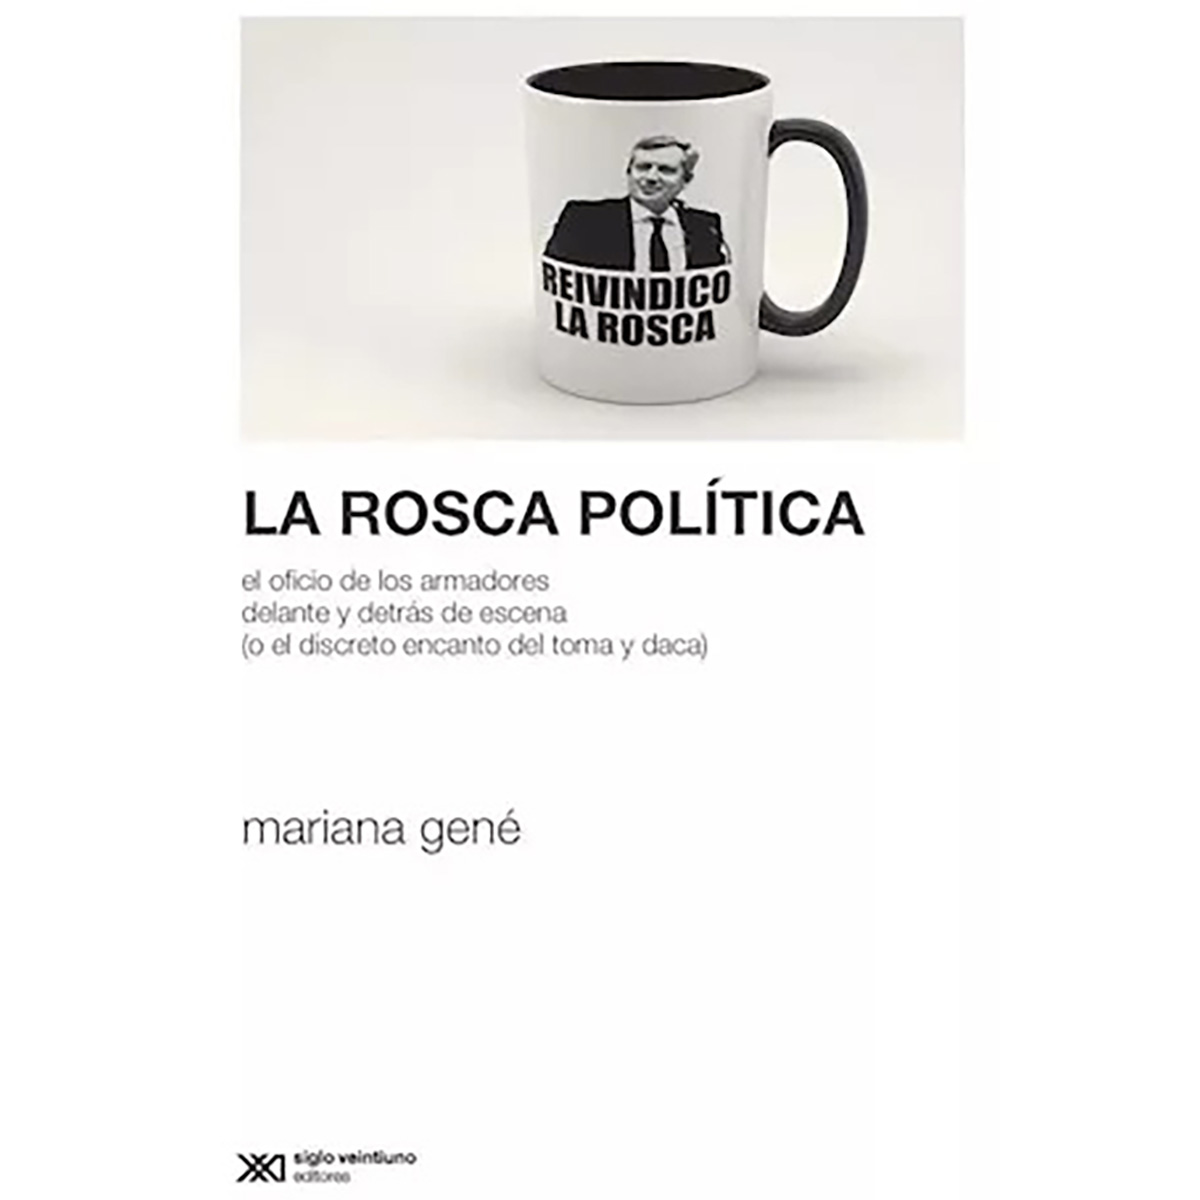 REIVINDICO
LA ROSCA
LA ROSCA POLÍTICA
el oficio de los armadores
delante y detrás de escena
(o el discreto encanto del toma y daca)
mariana gené
siglo veintiuno
editores